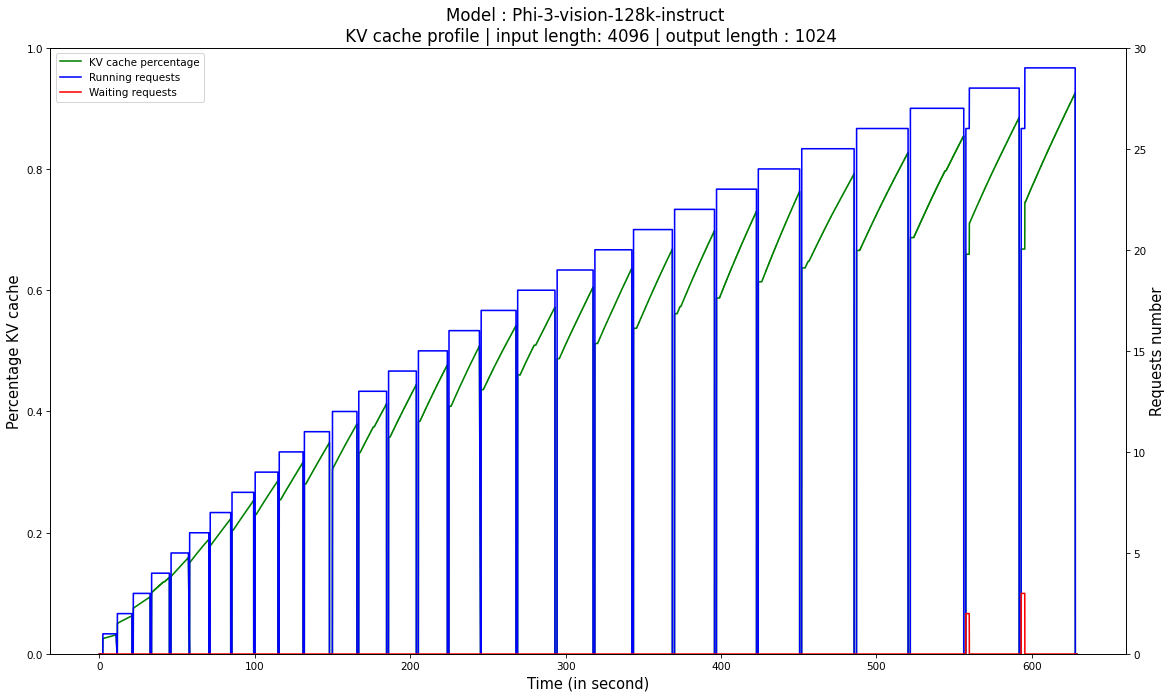 Model : Phi-3-vision-128k-instruct
KV cache profile | input length: 4096 | output length : 1024
KV cache percentage
Running requests
Waiting requests
Percentage KV cache
1.0
0.8
0.6
0.4
0.2
0.0
30
25
20
15
10
5
0
Requests number
0 100 200 300 400 500 600
Time (in second)